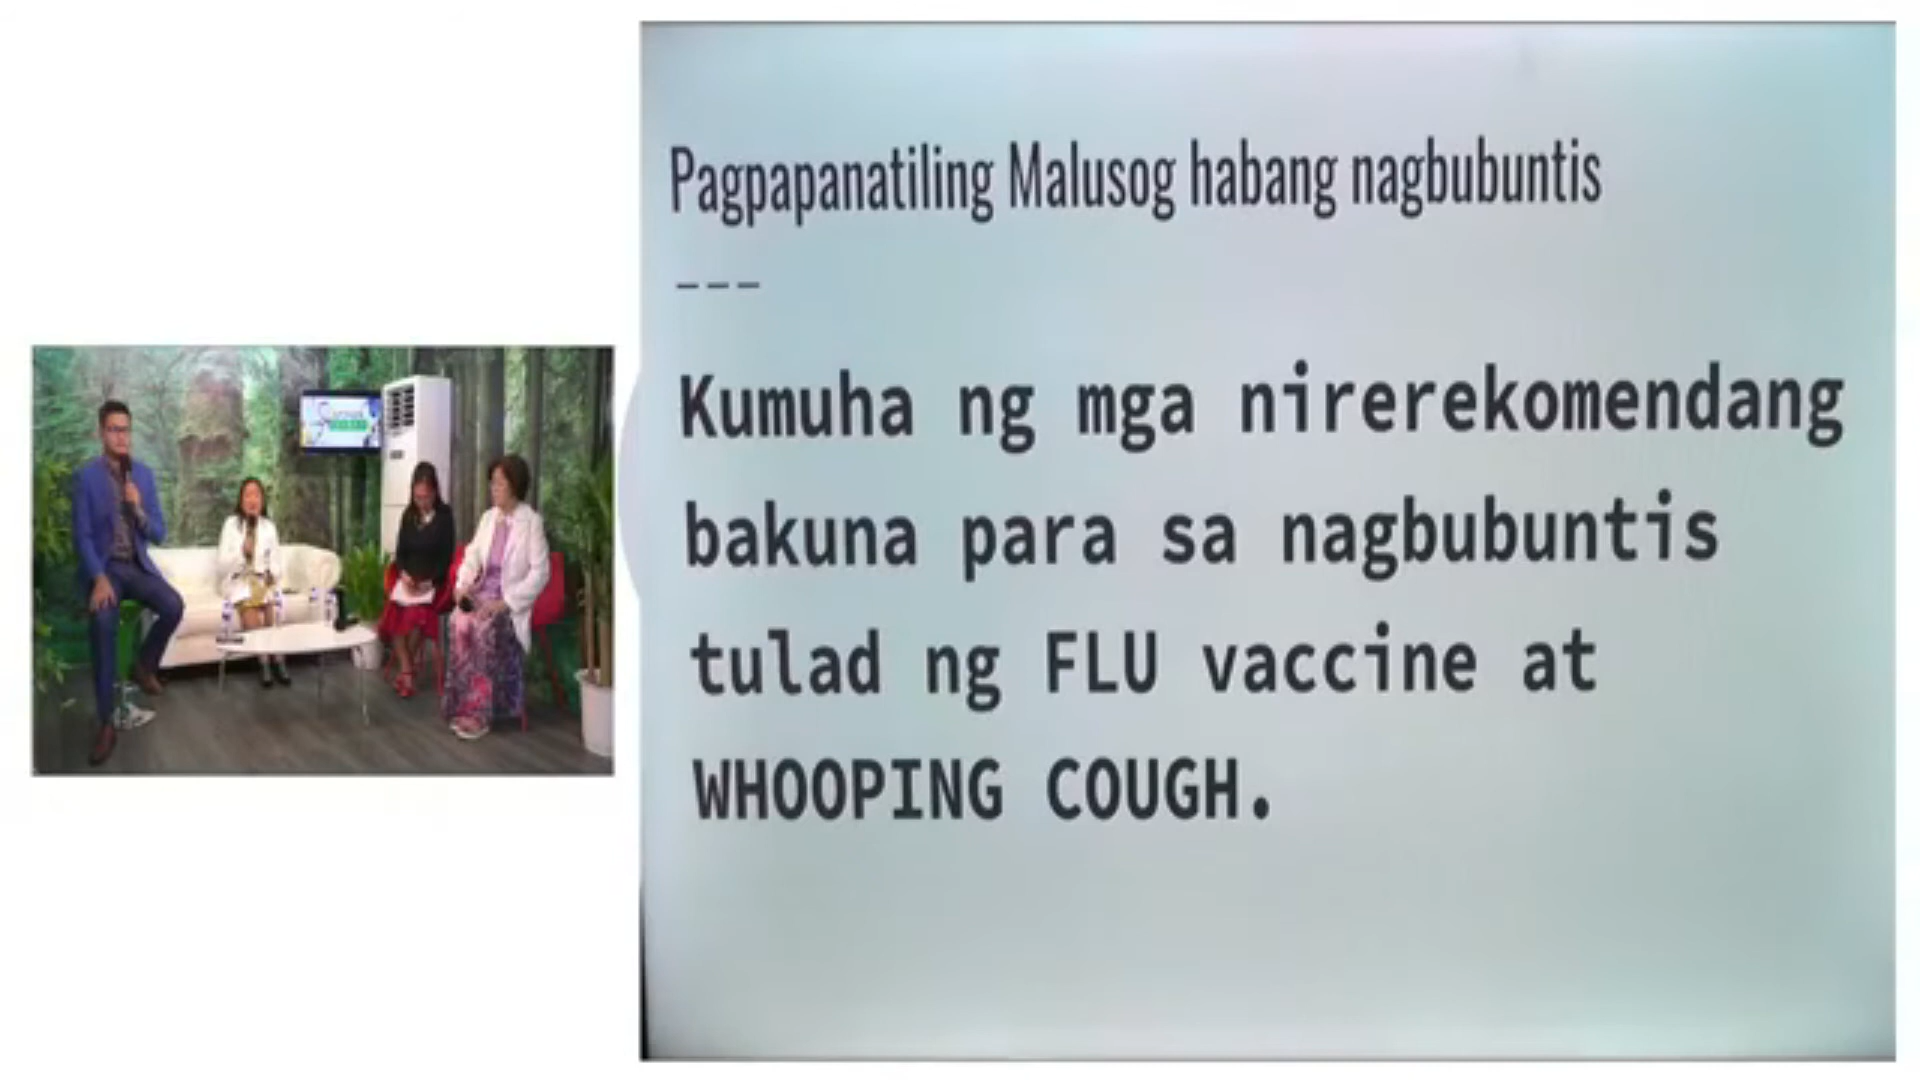 Pagpapanatiling Malusog habang nagbubuntis
---
Kumuha ng mga nirerekomendang
bakuna para sa nagbubuntis
tulad ng FLU vaccine at
WHOOPING COUGH.